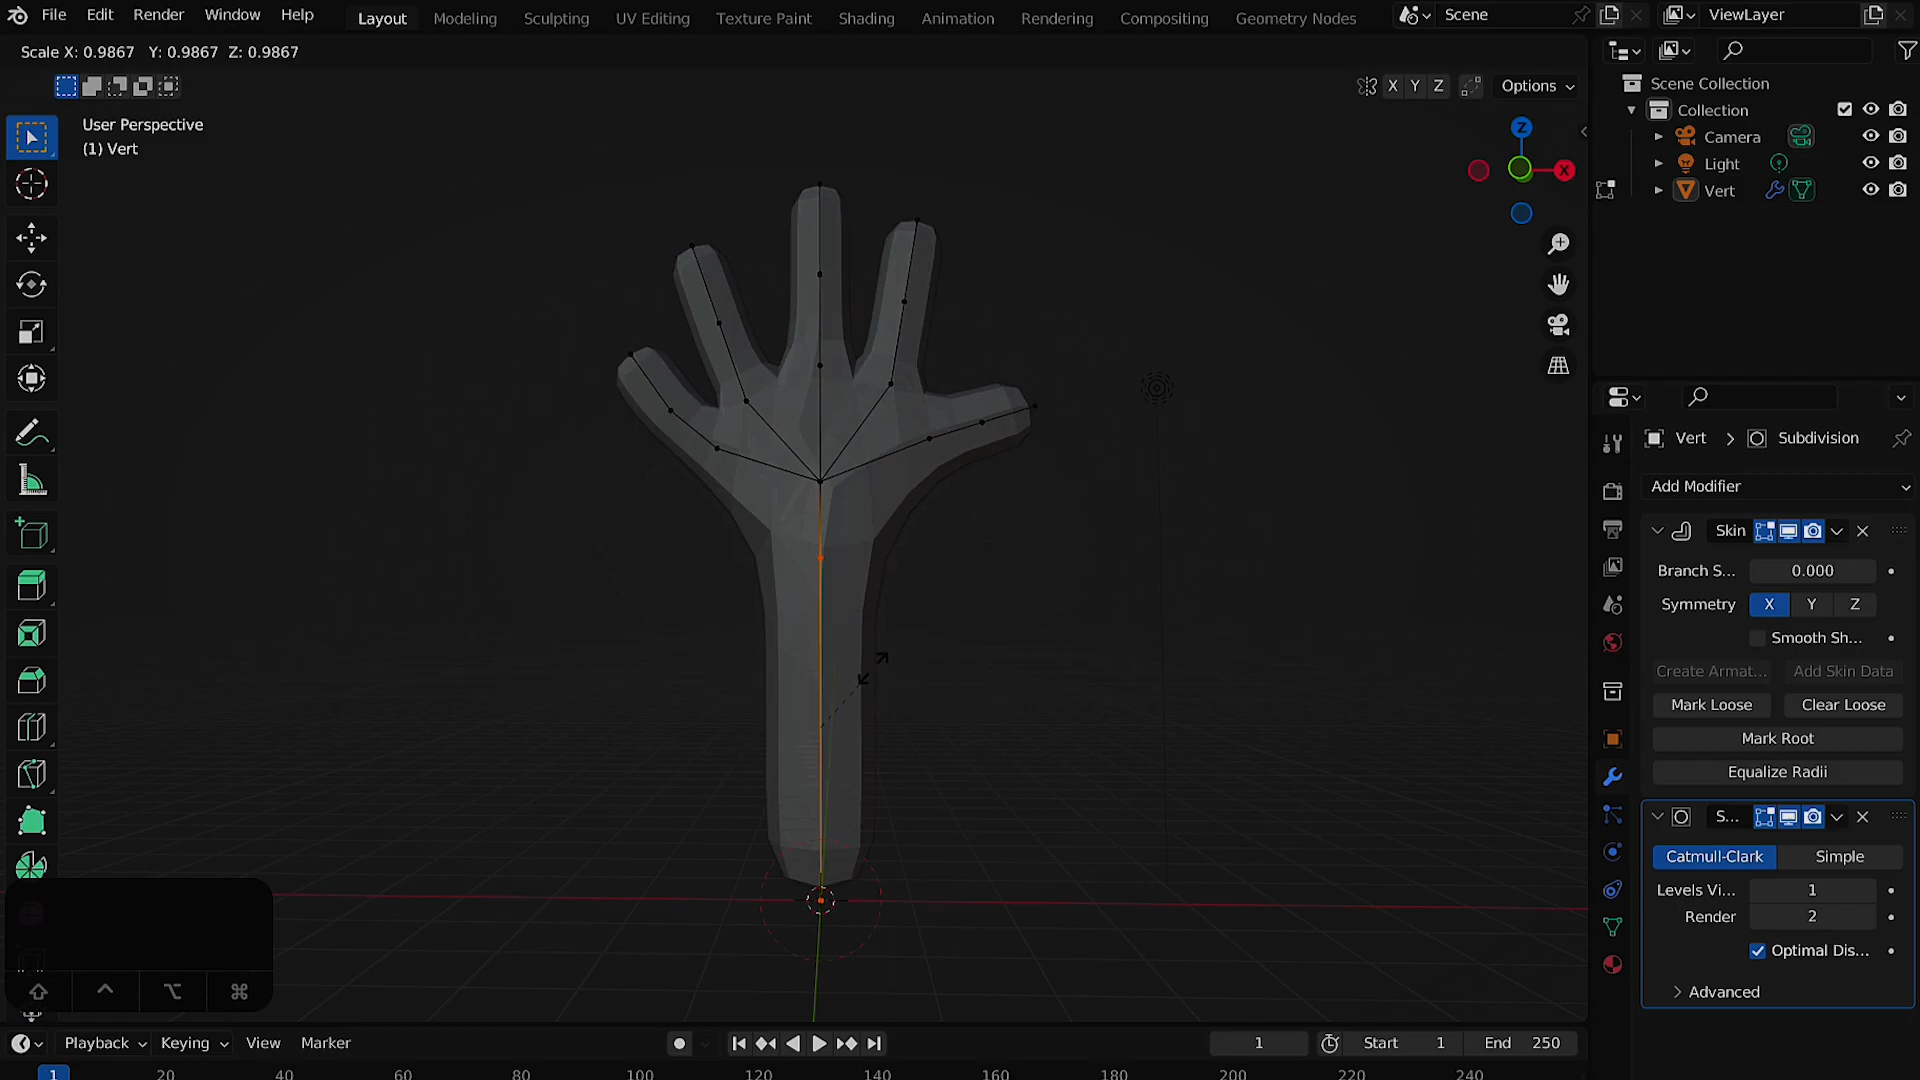 File Edit Render Window Help Layout Modeling Sculpting UV Editing Texture Paint Shading Animation Rendering Compositing Geometry Nodes Scene ViewLayer
Scale X: 0.9867 Y: 0.9867 Z: 0.9867
X Y Z Options
User Perspective
(1) Vert
Z
X
Scene Collection
Collection
Camera
Light
Vert
Vert > Subdivision
Add Modifier
Skin
Branch S... 0.000
Symmetry X Y Z
Smooth Sh...
Create Armat... Add Skin Data
Mark Loose Clear Loose
Mark Root
Equalize Radii
S...
Catmull-Clark Simple
Levels Vi... 1
Render 2
Optimal Dis...
Advanced
Playback Keying View Marker 1 Start 1 End 250
1 20 40 60 80 100 120 140 160 180 200 220 240